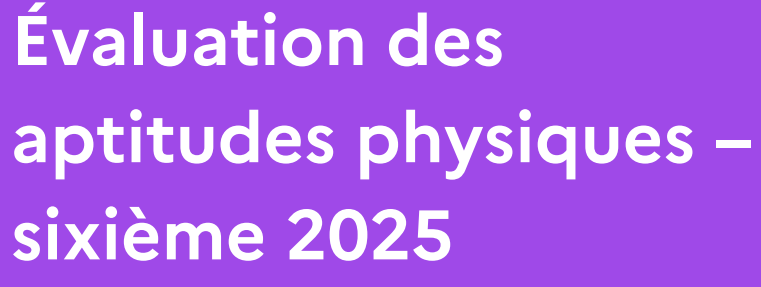 Évaluation des
aptitudes physiques –
sixième 2025